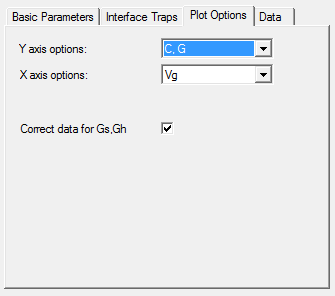 Basic Parameters Interface Traps Plot Options Data
Y axis options: C, G
X axis options: Vg
Correct data for Gs,Gh